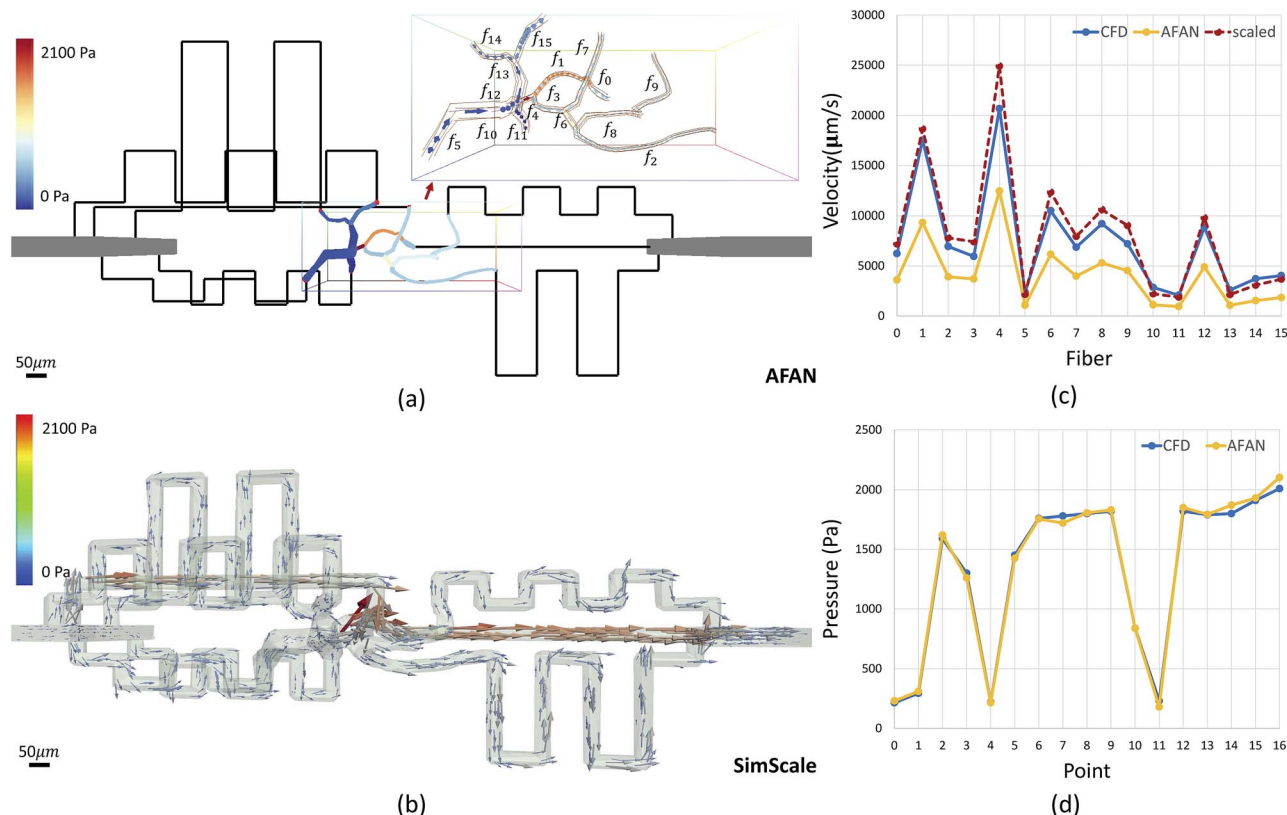 2100 Pa
0 Pa
f14
f15
f13
f12
f5
f10
f11
f4
f3
f1
f7
f0
f6
f9
f8
f2
50μm
AFAN
(a)
2100 Pa
0 Pa
50μm
SimScale
(b)
CFD AFAN scaled
30000
25000
20000
15000
10000
5000
0
Velocity(μm/s)
0 1 2 3 4 5 6 7 8 9 10 11 12 13 14 15
Fiber
(c)
CFD AFAN
2500
2000
1500
1000
500
0
Pressure (Pa)
0 1 2 3 4 5 6 7 8 9 10 11 12 13 14 15 16
Point
(d)